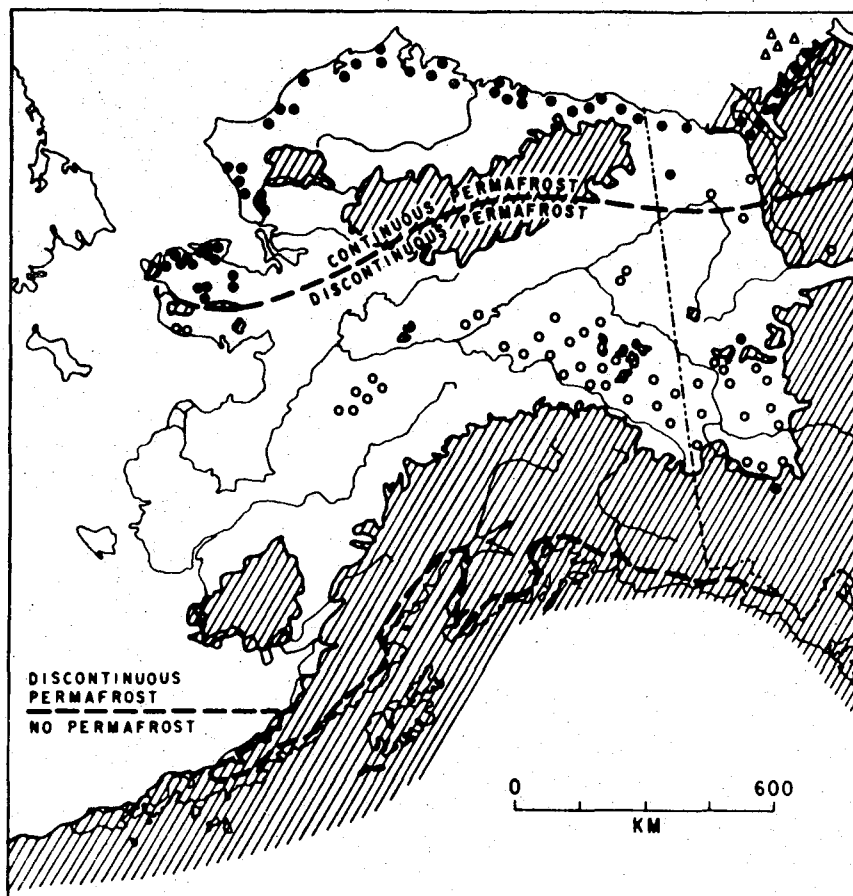 CONTINUOUS PERMAFROST
DISCONTINUOUS PERMAFROST
DISCONTINUOUS
PERMAFROST
NO PERMAFROST
0 600
KM